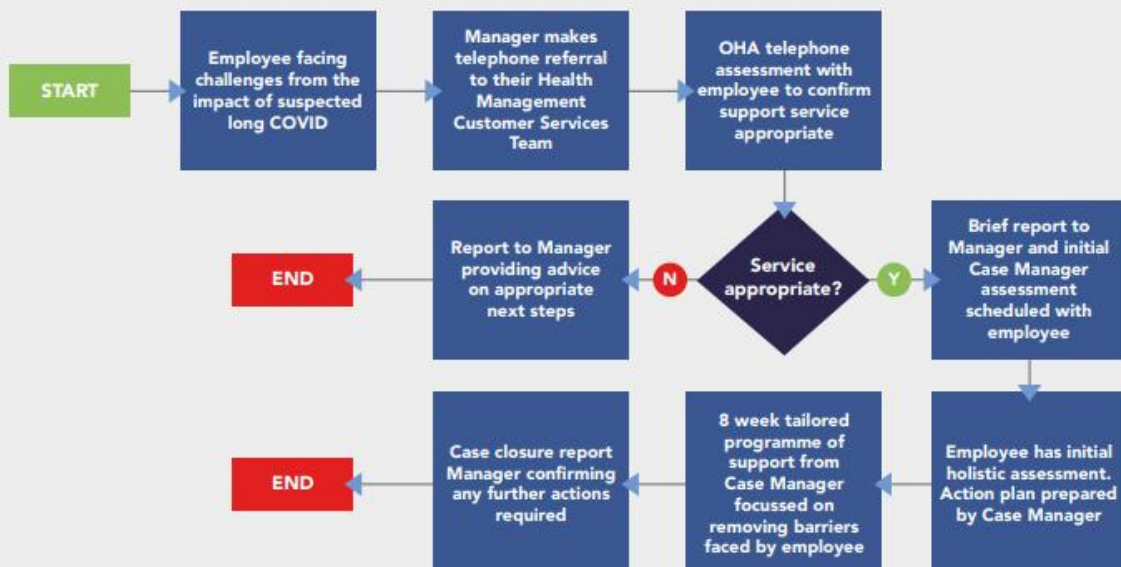 START
Employee facing
challenges from the
impact of suspected
long COVID
Manager makes
telephone referral
to their Health
Management
Customer Services
Team
OHA telephone
assessment with
employee to confirm
support service
appropriate
Service
appropriate?
N
Report to Manager
providing advice
on appropriate
next steps
END
Y
Brief report to
Manager and initial
Case Manager
assessment
scheduled with
employee
Employee has initial
holistic assessment.
Action plan prepared
by Case Manager
8 week tailored
programme of
support from
Case Manager
focussed on
removing barriers
faced by employee
Case closure report
Manager confirming
any further actions
required
END